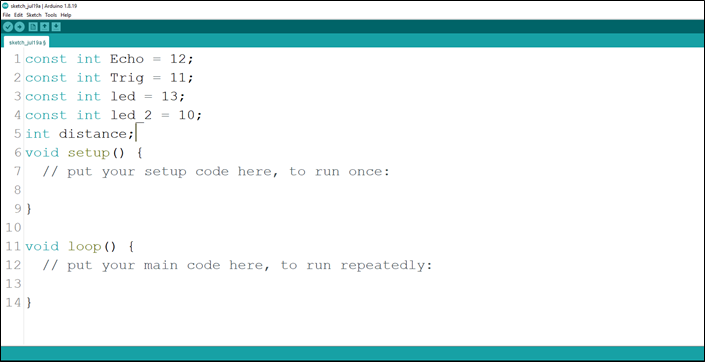 sketch_jul19a | Arduino 1.8.19
File Edit Sketch Tools Help
sketch_jul19a §
1 const int Echo = 12;
2 const int Trig = 11;
3 const int led = 13;
4 const int led_2 = 10;
5 int distance;
6 void setup() {
7 // put your setup code here, to run once:
8
9 }
10
11 void loop() {
12 // put your main code here, to run repeatedly:
13
14 }